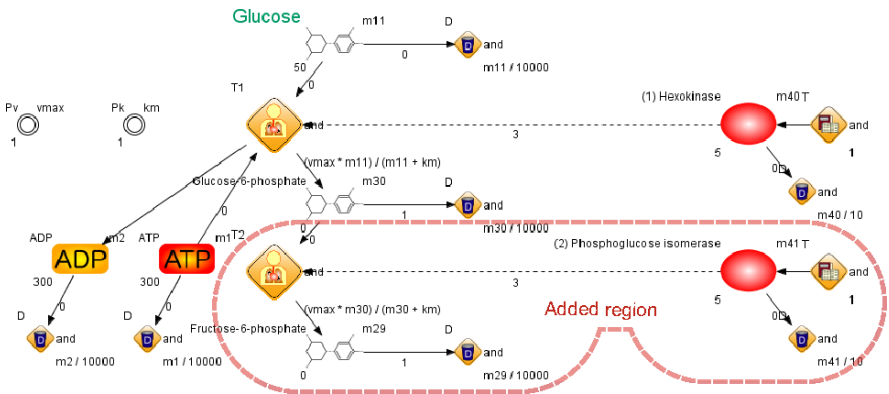 Glucose
m11
D
and
50
0
0
m11 / 10000
T1
Pv vmax
Pk km
(1) Hexokinase
m40 T
and
and
1
1
3
5
1
(vmax * m11) / (m11 + km)
0 D
Glucose-6-phosphate
m30
D
and
and
0
1
m40 / 10
0
0
m30 / 10000
ADP
m2
ATP
m1 T2
(2) Phosphoglucose isomerase
m41 T
ADP
ATP
and
and
300
300
3
5
1
0
0
(vmax * m30) / (m30 + km)
Added region
0 D
D
D
Fructose-6-phosphate
m29
D
and
and
and
and
m2 / 10000
m1 / 10000
0
1
m29 / 10000
m41 / 10